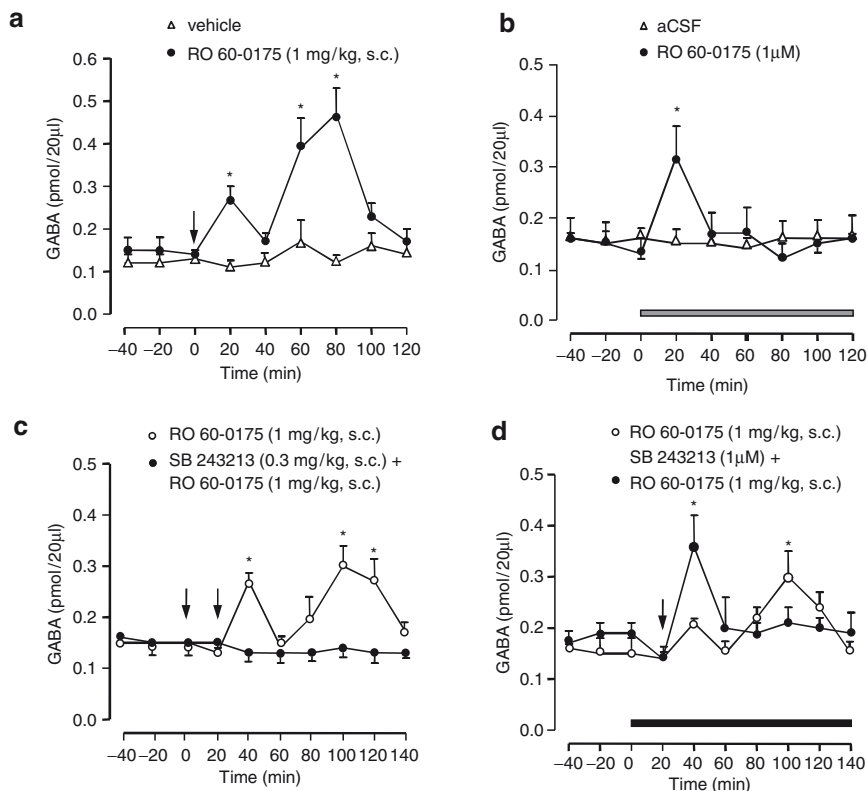 a
△ vehicle
● RO 60-0175 (1 mg/kg, s.c.)
GABA (pmol/20µl)
0.6
0.5
0.4
0.3
0.2
0.1
0.0
* * *
−40 −20 0 20 40 60 80 100 120
Time (min)
b
△ aCSF
● RO 60-0175 (1µM)
GABA (pmol/20µl)
0.5
0.4
0.3
0.2
0.1
0.0
*
−40 −20 0 20 40 60 80 100 120
Time (min)
c
○ RO 60-0175 (1 mg/kg, s.c.)
● SB 243213 (0.3 mg/kg, s.c.) +
RO 60-0175 (1 mg/kg, s.c.)
GABA (pmol/20µl)
0.5
0.4
0.3
0.2
0.1
0.0
* * *
−40 −20 0 20 40 60 80 100 120 140
Time (min)
d
○ RO 60-0175 (1 mg/kg, s.c.)
SB 243213 (1µM) +
● RO 60-0175 (1 mg/kg, s.c.)
GABA (pmol/20µl)
0.5
0.4
0.3
0.2
0.1
0.0
* *
−40 −20 0 20 40 60 80 100 120 140
Time (min)